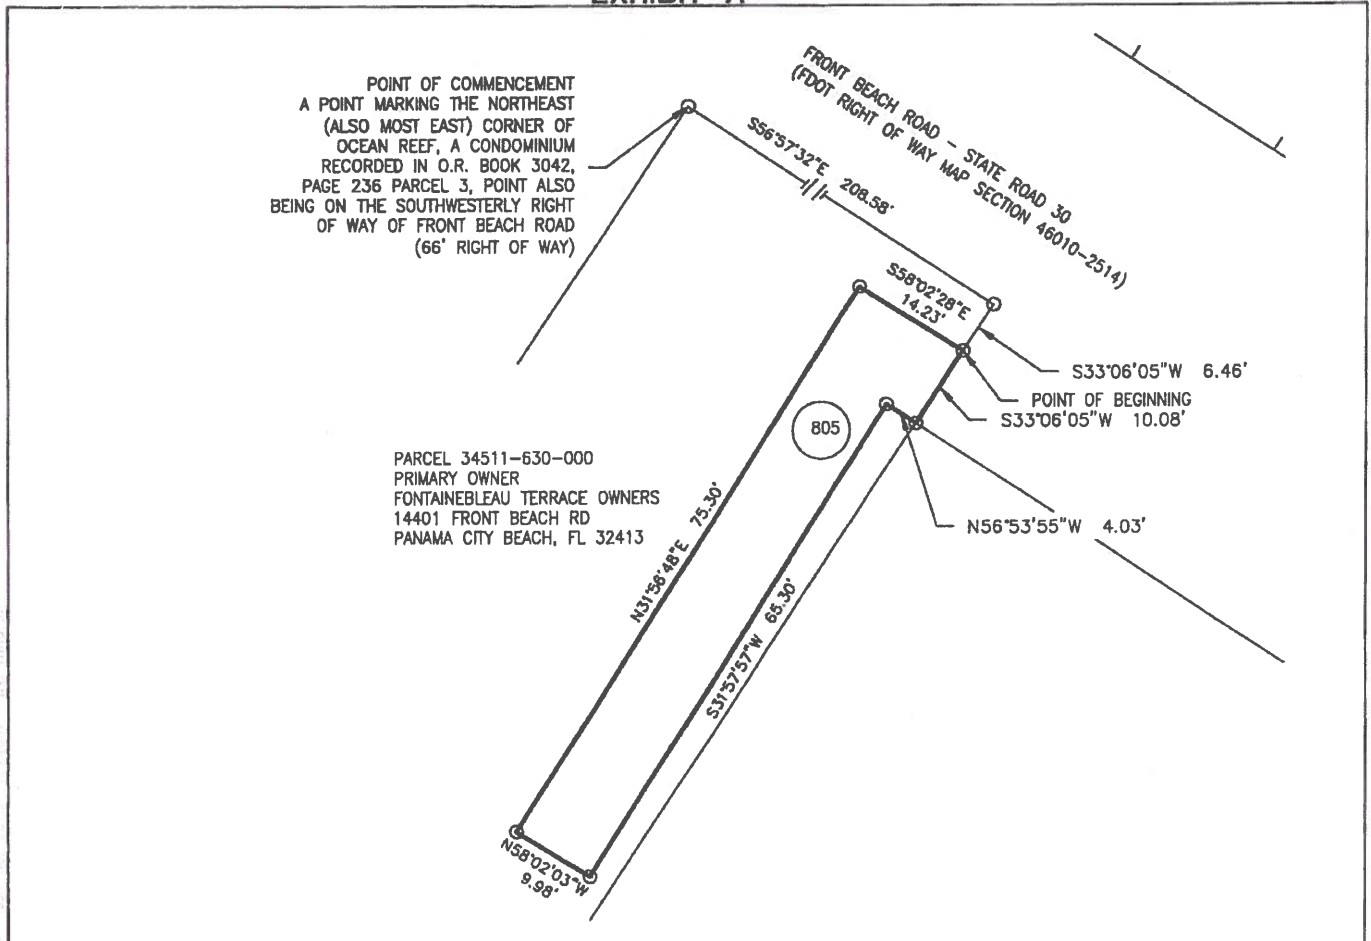 EXHIBIT "A"
POINT OF COMMENCEMENT
A POINT MARKING THE NORTHEAST
(ALSO MOST EAST) CORNER OF
OCEAN REEF, A CONDOMINIUM
RECORDED IN O.R. BOOK 3042,
PAGE 236 PARCEL 3, POINT ALSO
BEING ON THE SOUTHWESTERLY RIGHT
OF WAY OF FRONT BEACH ROAD
(66' RIGHT OF WAY)
FRONT BEACH ROAD - STATE ROAD 30
(FDOT RIGHT OF WAY MAP SECTION 46010-2514)
S56°57'32"E 208.58'
S58°02'28"E
14.23'
S33°06'05"W 6.46'
POINT OF BEGINNING
S33°06'05"W 10.08'
805
N56°53'55"W 4.03'
PARCEL 34511-630-000
PRIMARY OWNER
FONTAINEBLEAU TERRACE OWNERS
14401 FRONT BEACH RD
PANAMA CITY BEACH, FL 32413
N31°56'48"E 75.30'
S31°57'57"W 65.30'
N58°02'03"W
9.98'